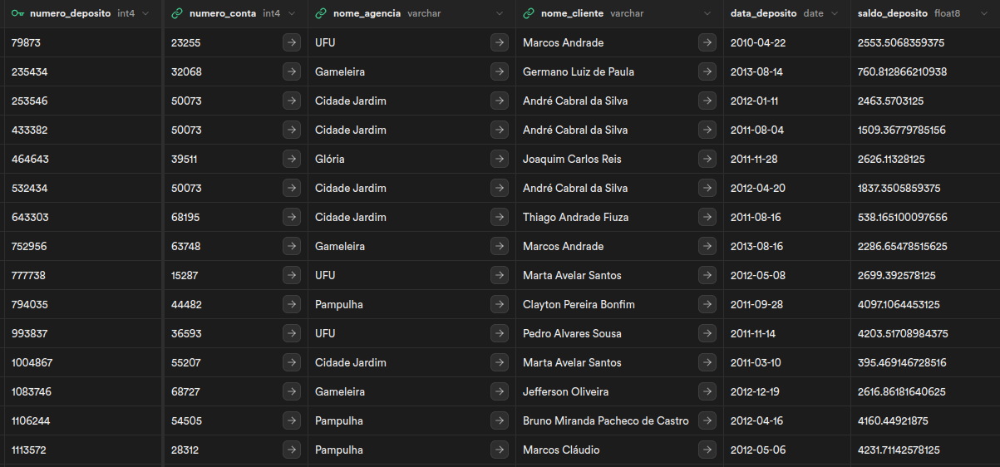 numero_deposito int4 numero_conta int4 nome_agencia varchar nome_cliente varchar data_deposito date saldo_deposito float8
79873 23255 UFU Marcos Andrade 2010-04-22 2553.5068359375
235434 32068 Gameleira Germano Luiz de Paula 2013-08-14 760.812866210938
253546 50073 Cidade Jardim André Cabral da Silva 2012-01-11 2463.5703125
433382 50073 Cidade Jardim André Cabral da Silva 2011-08-04 1509.36779785156
464643 39511 Glória Joaquim Carlos Reis 2011-11-28 2626.11328125
532434 50073 Cidade Jardim André Cabral da Silva 2012-04-20 1837.3505859375
643303 68195 Cidade Jardim Thiago Andrade Fiuza 2011-08-16 538.165100097656
752956 63748 Gameleira Marcos Andrade 2013-08-16 2286.65478515625
777738 15287 UFU Marta Avelar Santos 2012-05-08 2699.392578125
794035 44482 Pampulha Clayton Pereira Bonfim 2011-09-28 4097.1064453125
993837 36593 UFU Pedro Alvares Sousa 2011-11-14 4203.51708984375
1004867 55207 Cidade Jardim Marta Avelar Santos 2011-03-10 395.469146728516
1083746 68727 Gameleira Jefferson Oliveira 2012-12-19 2616.86181640625
1106244 54505 Pampulha Bruno Miranda Pacheco de Castro 2012-04-16 4160.44921875
1113572 28312 Pampulha Marcos Cláudio 2012-05-06 4231.71142578125